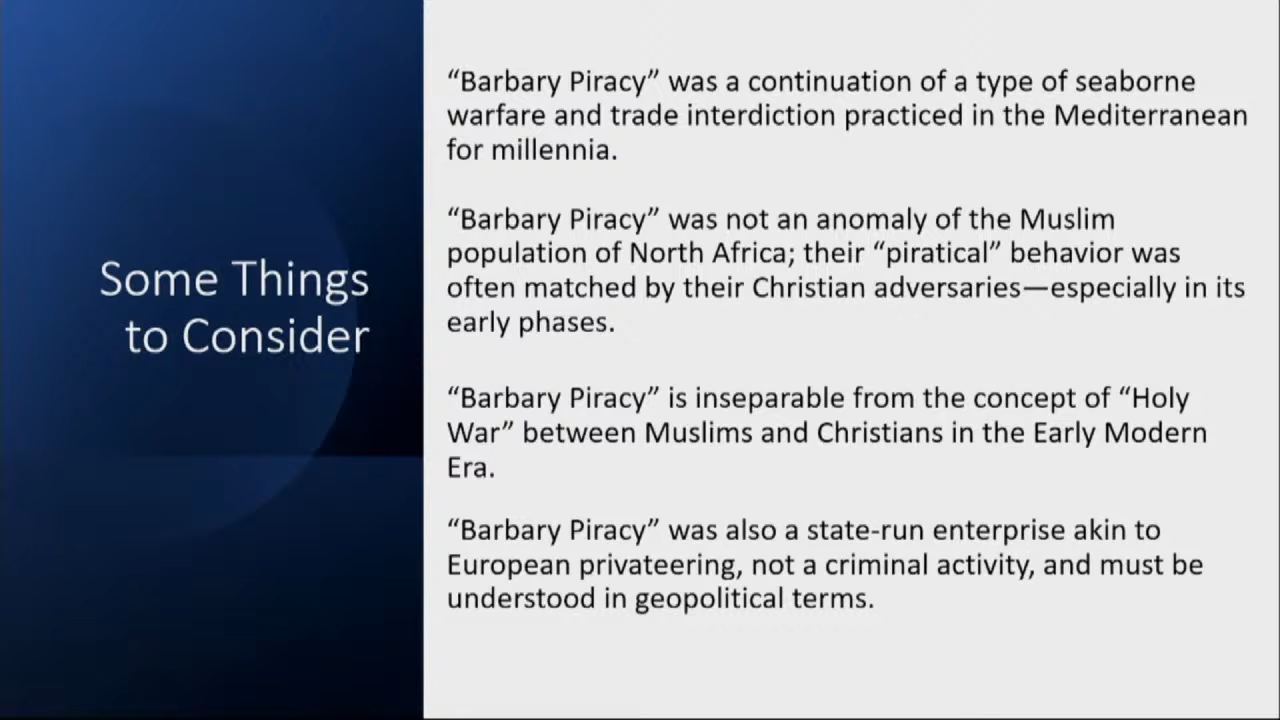 Some Things
to Consider
“Barbary Piracy” was a continuation of a type of seaborne
warfare and trade interdiction practiced in the Mediterranean
for millennia.
“Barbary Piracy” was not an anomaly of the Muslim
population of North Africa; their “piratical” behavior was
often matched by their Christian adversaries—especially in its
early phases.
“Barbary Piracy” is inseparable from the concept of “Holy
War” between Muslims and Christians in the Early Modern
Era.
“Barbary Piracy” was also a state-run enterprise akin to
European privateering, not a criminal activity, and must be
understood in geopolitical terms.